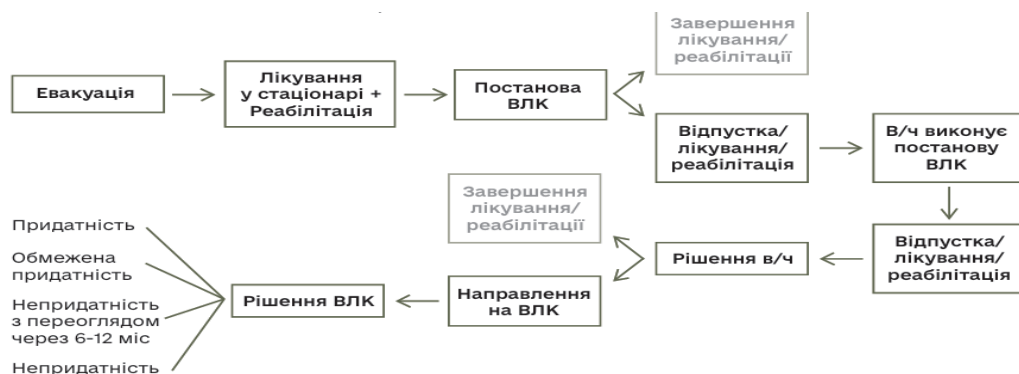 Завершення
лікування/
реабілітації
Евакуація
Лікування
у стаціонарі +
Реабілітація
Постанова
ВЛК
Відпустка/
лікування/
реабілітація
В/ч виконує
постанову
ВЛК
Завершення
лікування/
реабілітації
Відпустка/
лікування/
реабілітація
Рішення в/ч
Направлення
на ВЛК
Рішення ВЛК
Придатність
Обмежена
придатність
Непридатність
з переоглядом
через 6-12 міс
Непридатність